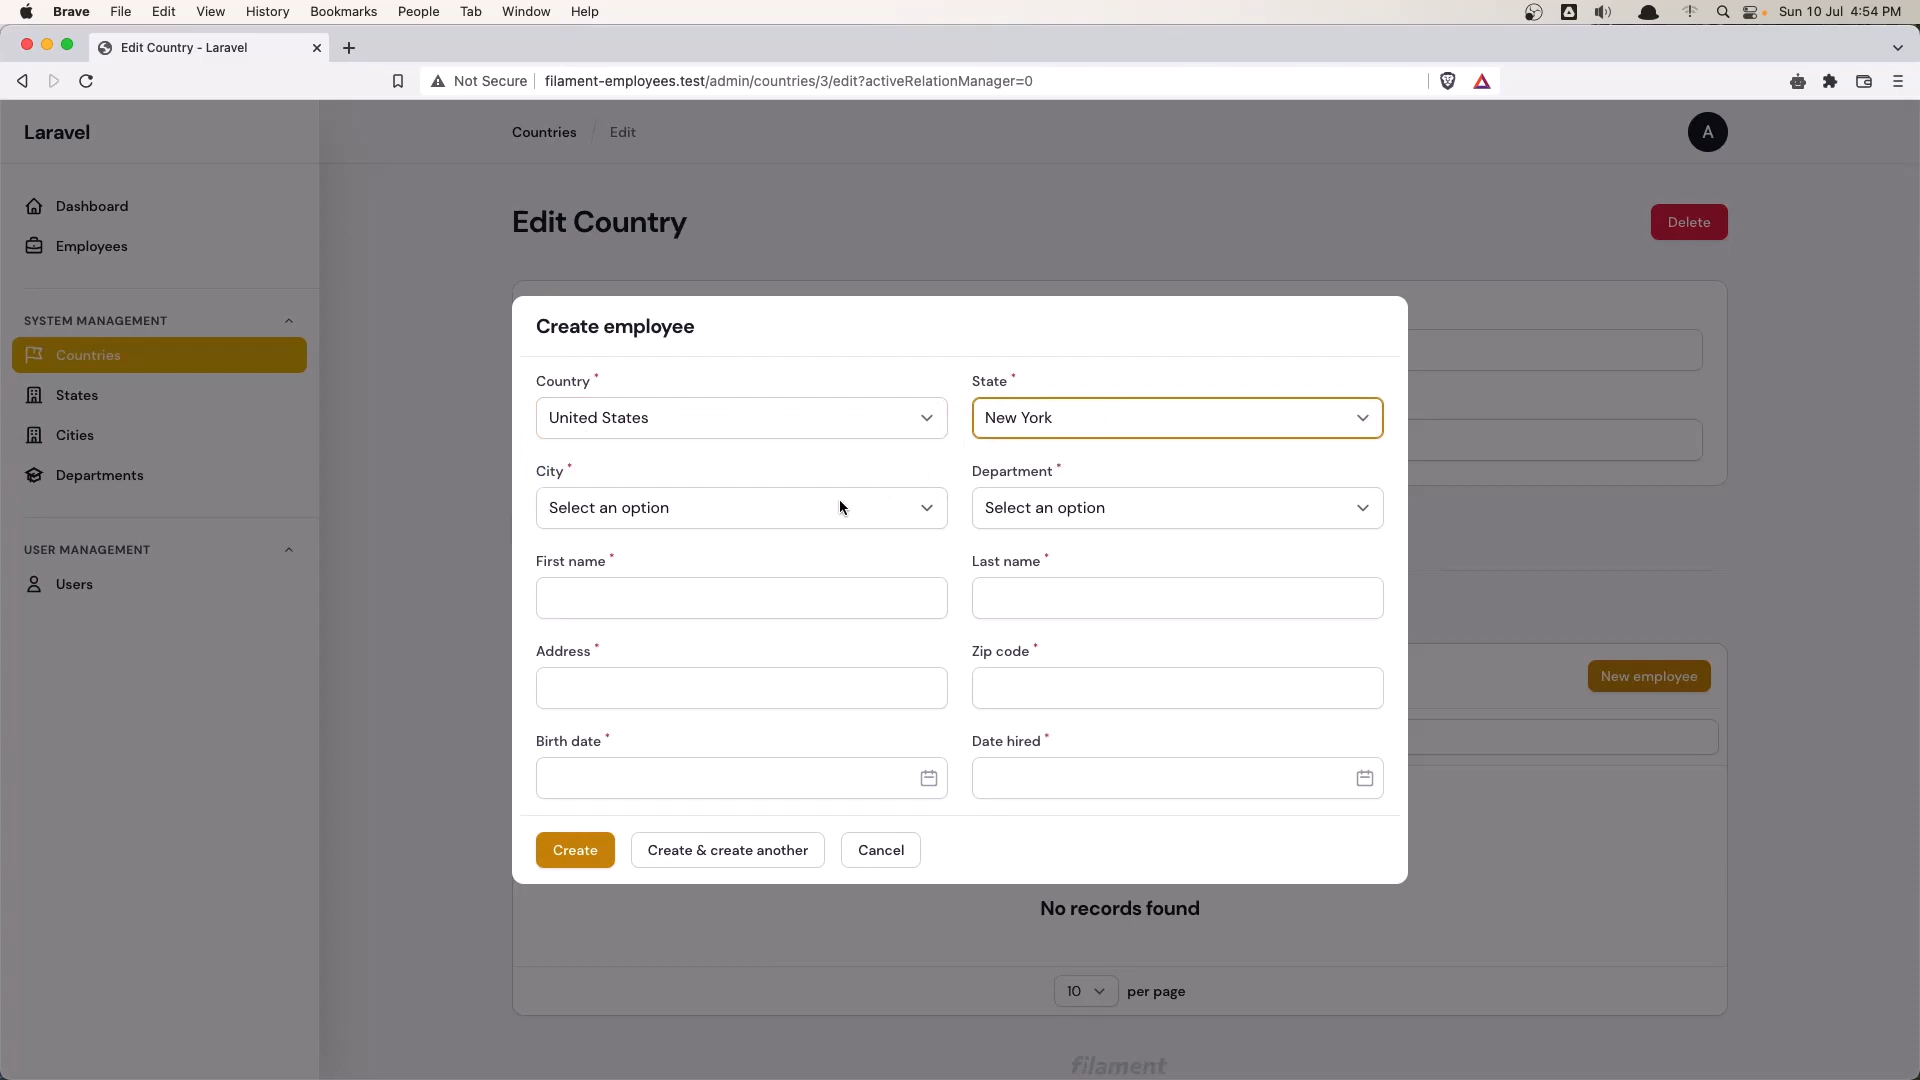 Brave File Edit View History Bookmarks People Tab Window Help Sun 10 Jul 4:54 PM
Edit Country - Laravel
Not Secure filament-employees.test/admin/countries/3/edit?activeRelationManager=0
Laravel
Countries / Edit
A
Dashboard
Employees
SYSTEM MANAGEMENT
Countries
States
Cities
Departments
USER MANAGEMENT
Users
Edit Country
Delete
Create employee
Country * State *
United States New York
City * Department *
Select an option Select an option
First name * Last name *
Address * Zip code *
Birth date * Date hired *
Create Create & create another Cancel
New employee
No records found
10 per page
filament